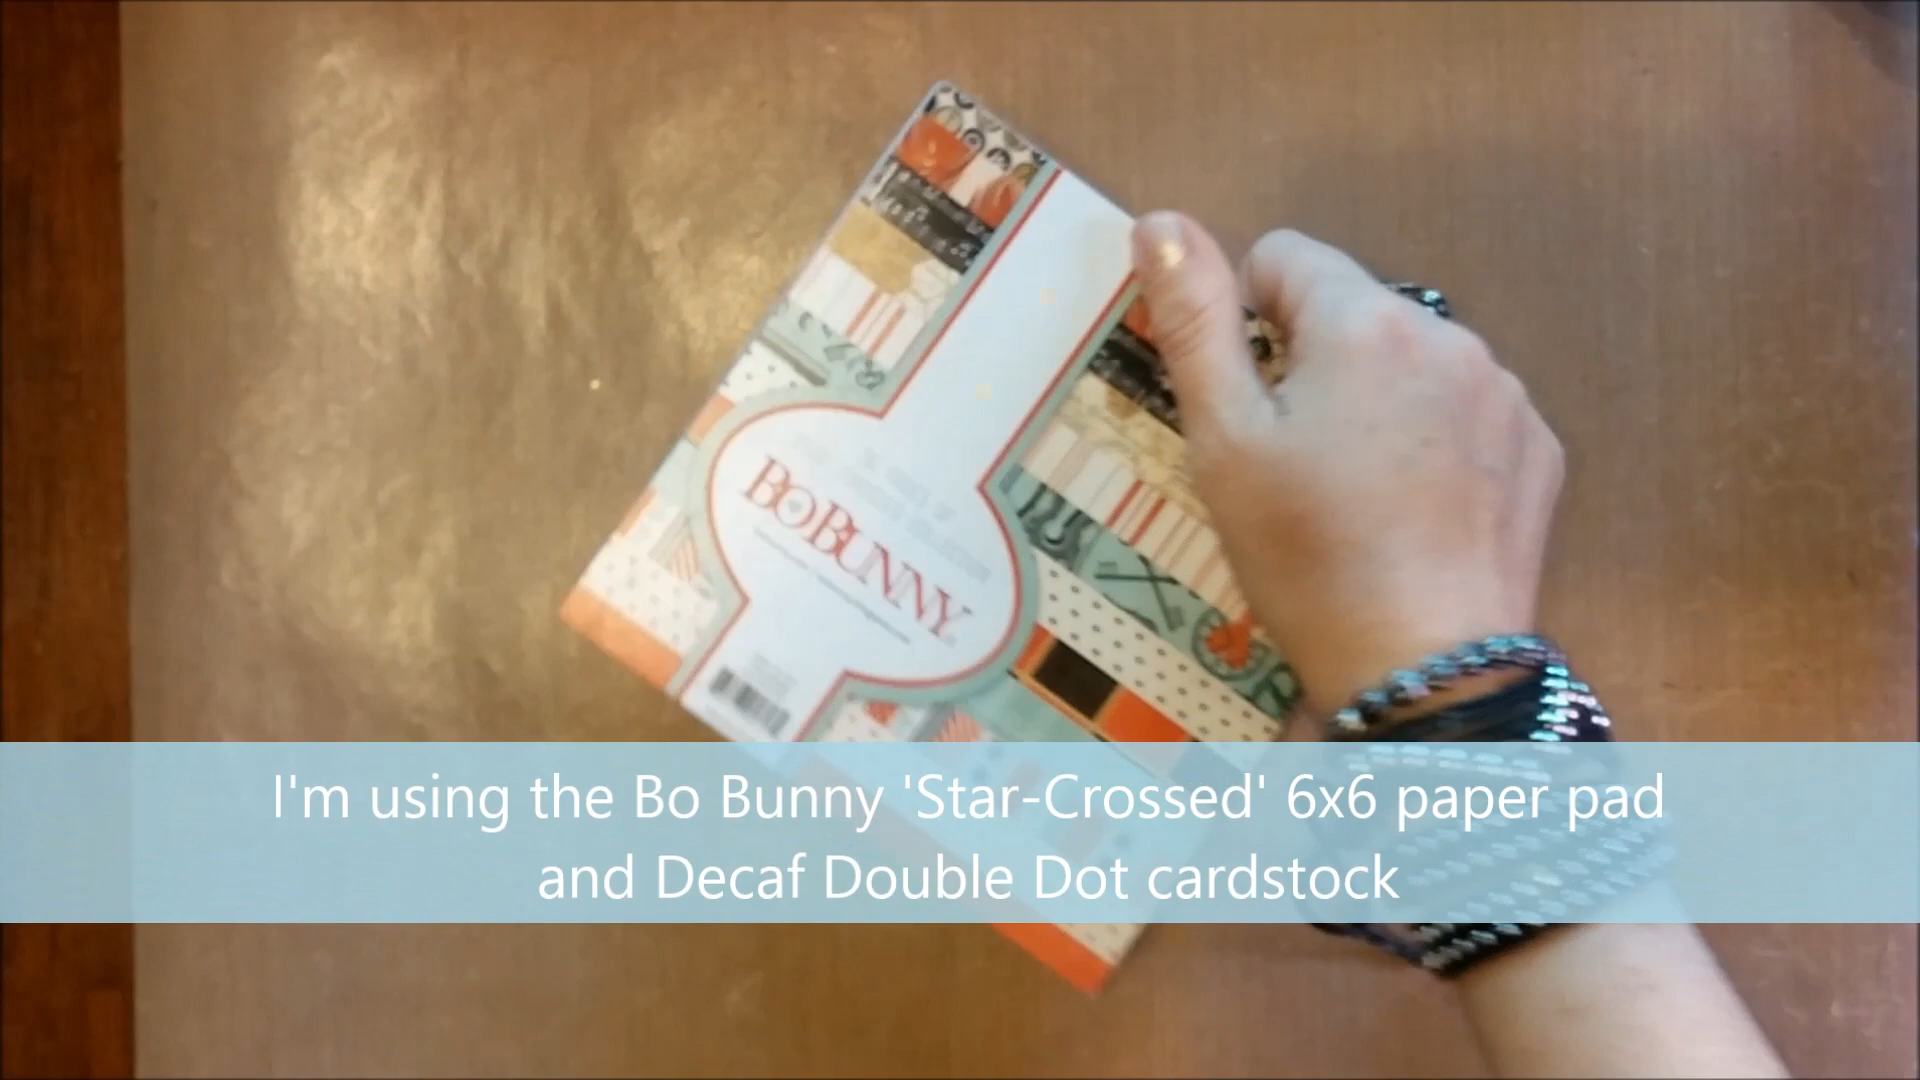 BOBUNNY
I'm using the Bo Bunny 'Star-Crossed' 6x6 paper pad
and Decaf Double Dot cardstock